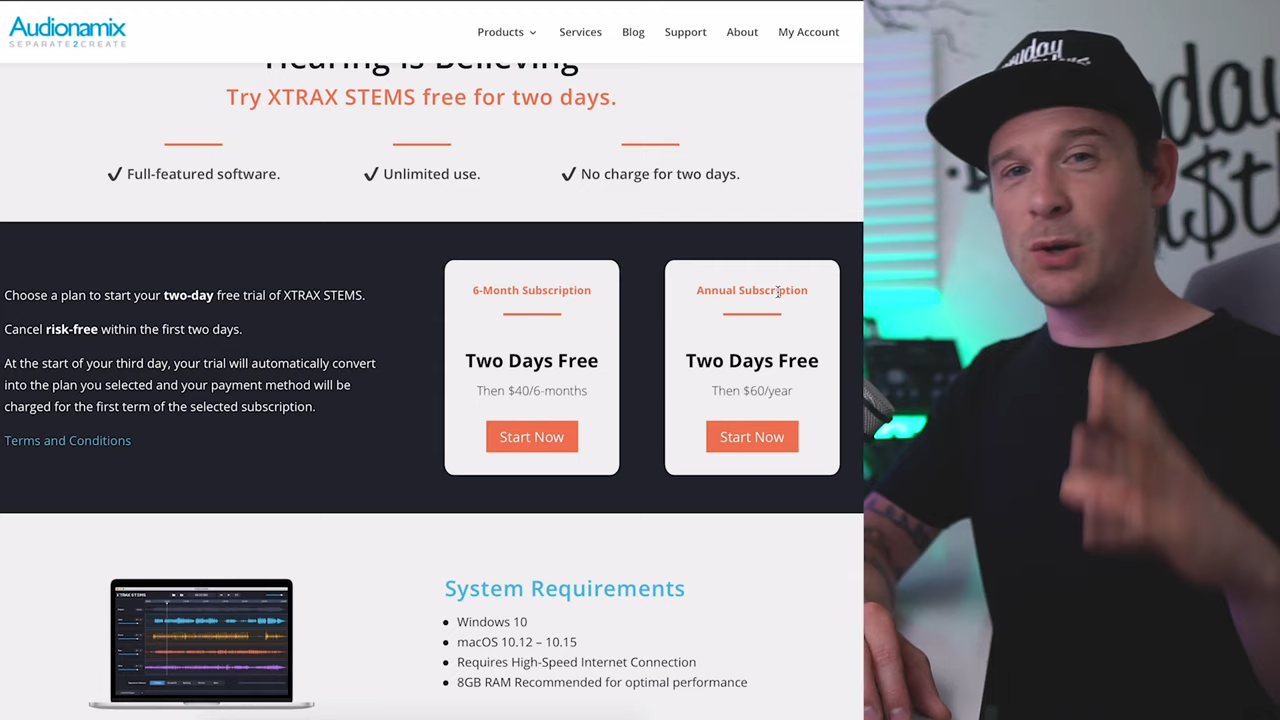 Audionamix
SEPARATE2CREATE
Products
Services
Blog
Support
About
My Account
Hearing is Believing
Try XTRAX STEMS free for two days.
✔ Full-featured software.
✔ Unlimited use.
✔ No charge for two days.
Choose a plan to start your two-day free trial of XTRAX STEMS.
Cancel risk-free within the first two days.
At the start of your third day, your trial will automatically convert
into the plan you selected and your payment method will be
charged for the first term of the selected subscription.
Terms and Conditions
6-Month Subscription
Two Days Free
Then $40/6-months
Start Now
Annual Subscription
Two Days Free
Then $60/year
Start Now
XTRAX STEMS
System Requirements
• Windows 10
• macOS 10.12 – 10.15
• Requires High-Speed Internet Connection
• 8GB RAM Recommended for optimal performance